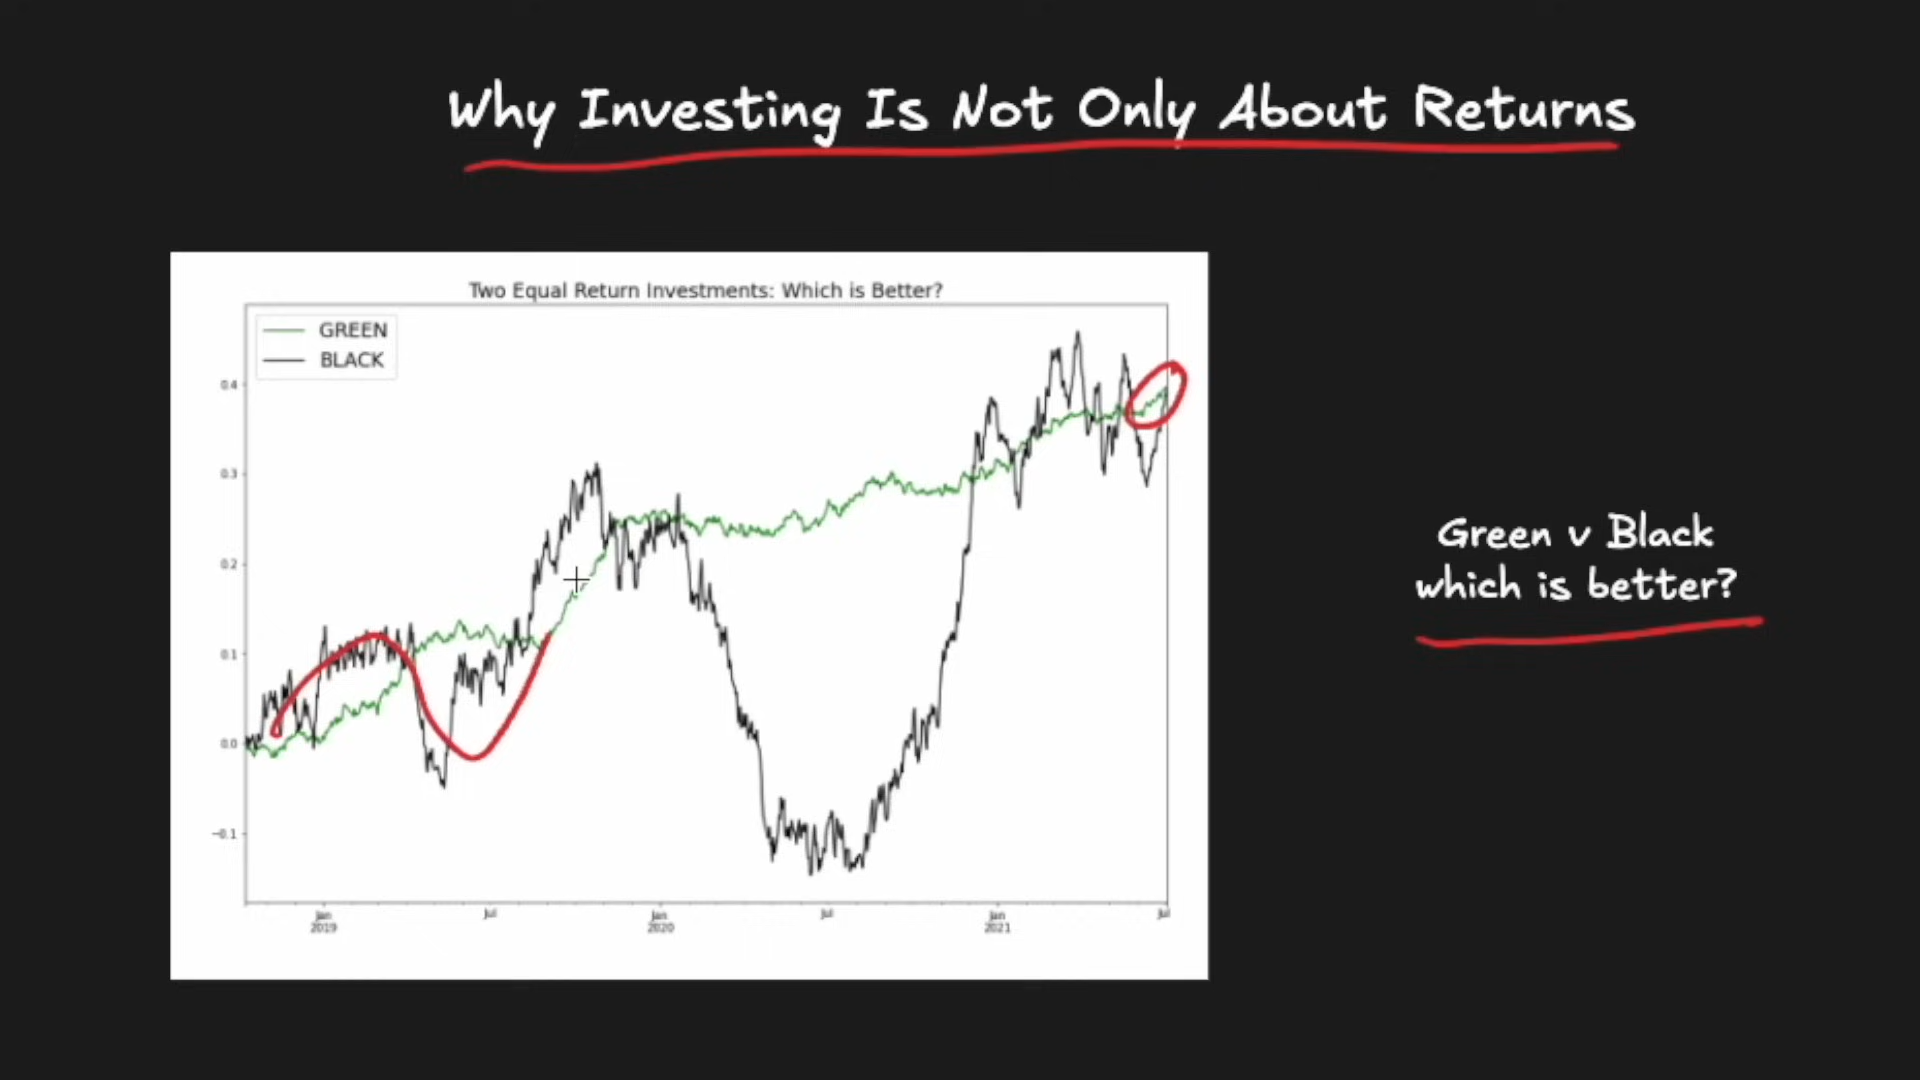 Why Investing Is Not Only About Returns
Two Equal Return Investments: Which is Better?
GREEN
BLACK
0.4
0.3
0.2
0.1
0.0
−0.1
Jan
2019
Jul
Jan
2020
Jul
Jan
2021
Jul
Green v Black
which is better?